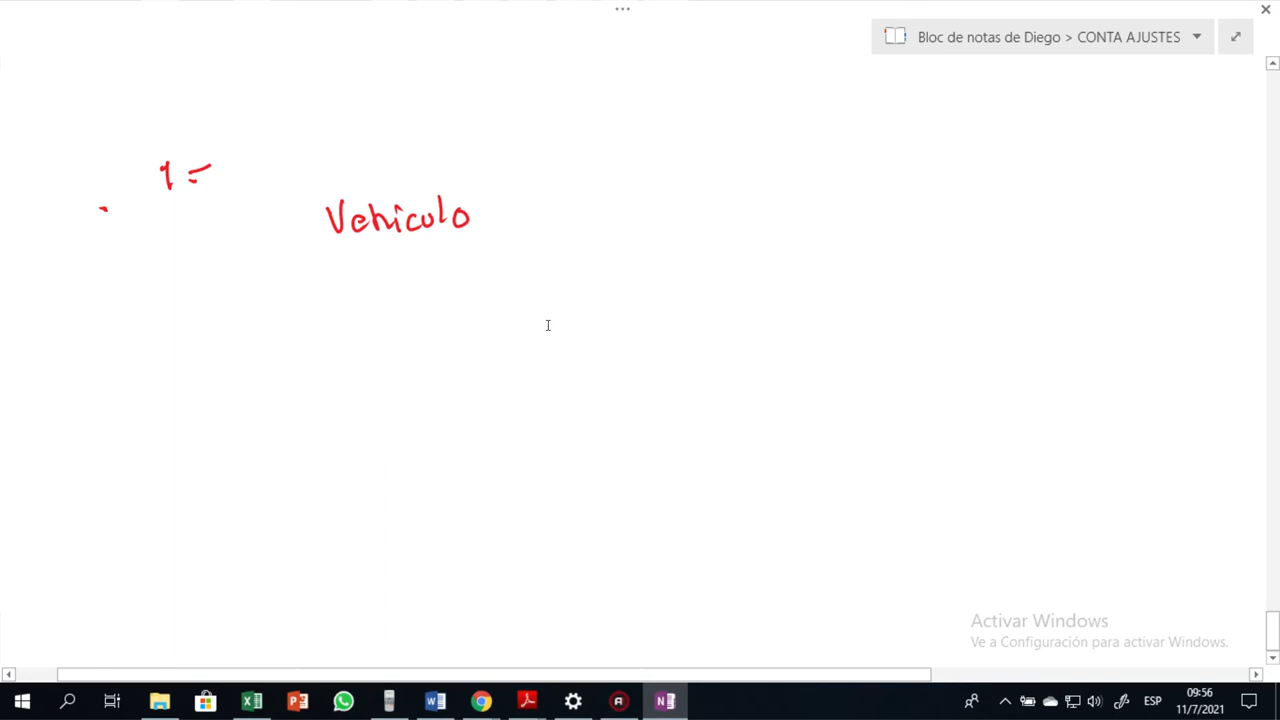 Bloc de notas de Diego > CONTA AJUSTES
1 =
Vehiculo
Activar Windows
Ve a Configuración para activar Windows.
ESP
09:56
11/7/2021